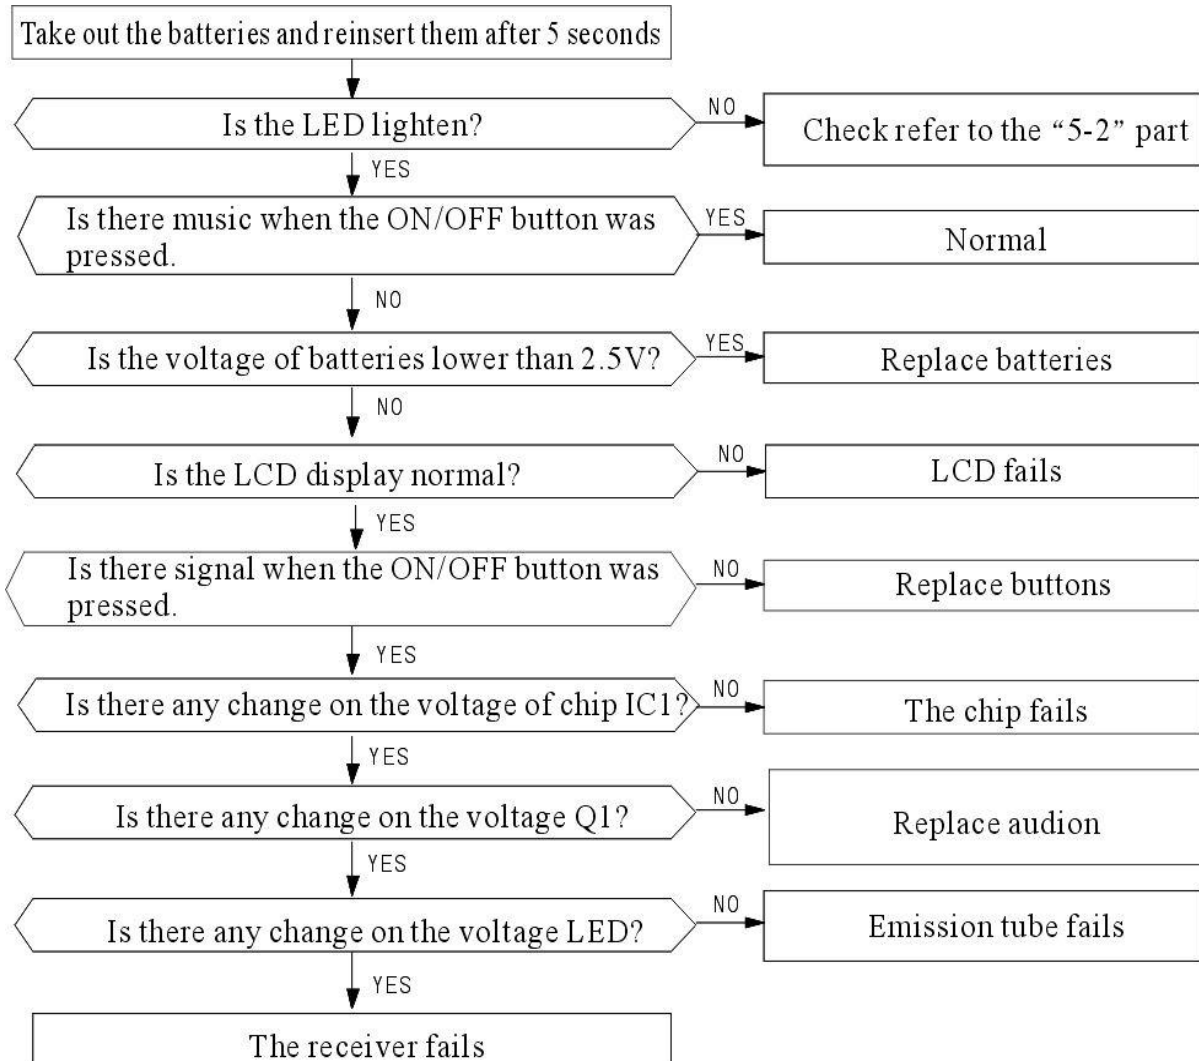 Take out the batteries and reinsert them after 5 seconds
Is the LED lighten?
NO
Check refer to the “5-2” part
YES
Is there music when the ON/OFF button was
pressed.
YES
Normal
NO
Is the voltage of batteries lower than 2.5V?
YES
Replace batteries
NO
Is the LCD display normal?
NO
LCD fails
YES
Is there signal when the ON/OFF button was
pressed.
NO
Replace buttons
YES
Is there any change on the voltage of chip IC1?
NO
The chip fails
YES
Is there any change on the voltage Q1?
NO
Replace audion
YES
Is there any change on the voltage LED?
NO
Emission tube fails
YES
The receiver fails